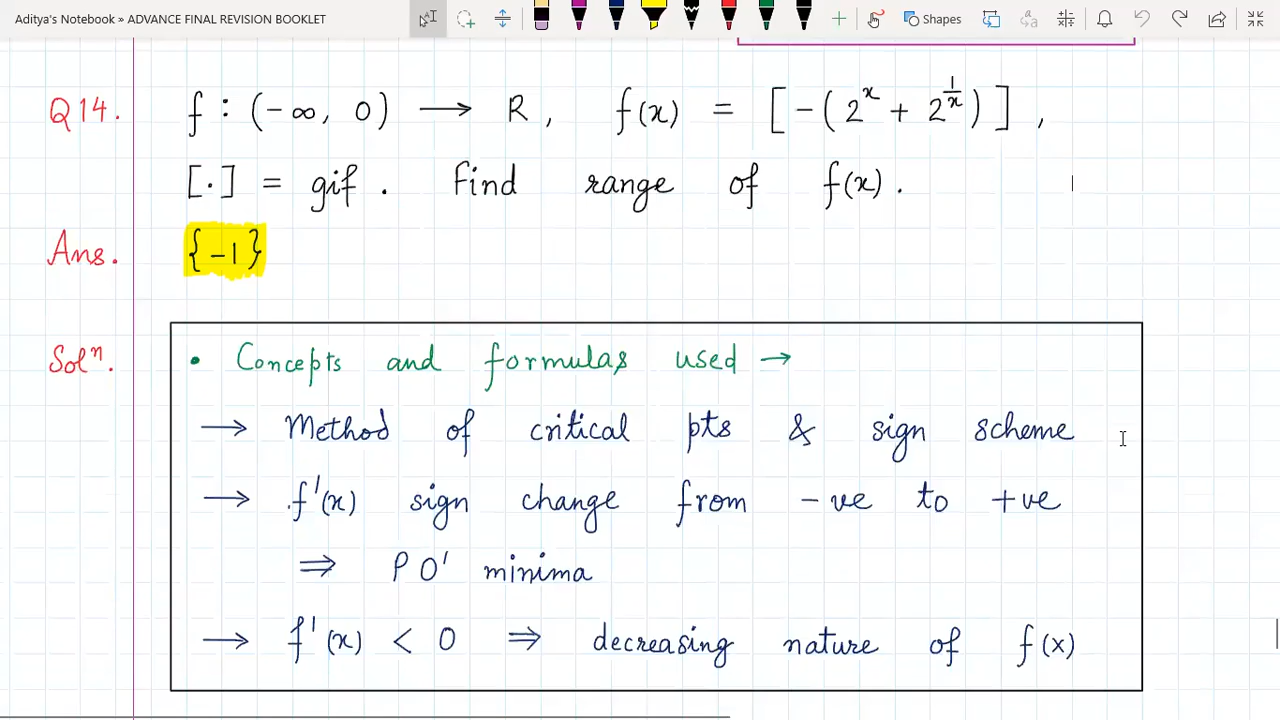 Aditya's Notebook » ADVANCE FINAL REVISION BOOKLET
Shapes
Q14. f : (-∞, 0) → R, f(x) = [-(2^x + 2^{1/x})],
[·] = gif. Find range of f(x).
Ans. {-1}
Solⁿ. • Concepts and formulas used →
→ Method of critical pts & sign scheme
→ f'(x) sign change from -ve to +ve
⇒ PO' minima
→ f'(x) < 0 ⇒ decreasing nature of f(x)